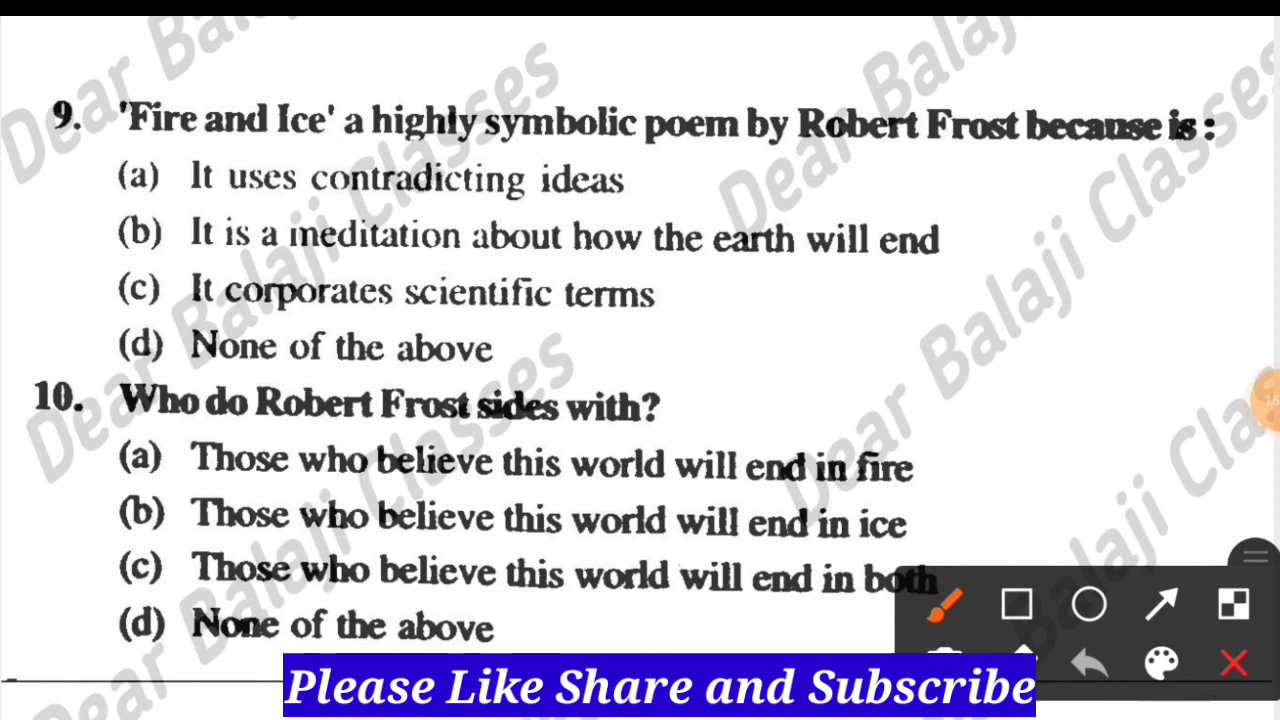 9. 'Fire and Ice' a highly symbolic poem by Robert Frost because is :
(a) It uses contradicting ideas
(b) It is a meditation about how the earth will end
(c) It corporates scientific terms
(d) None of the above
10. Who do Robert Frost sides with?
(a) Those who believe this world will end in fire
(b) Those who believe this world will end in ice
(c) Those who believe this world will end in both
(d) None of the above
Please Like Share and Subscribe
Dear Balaji Classes